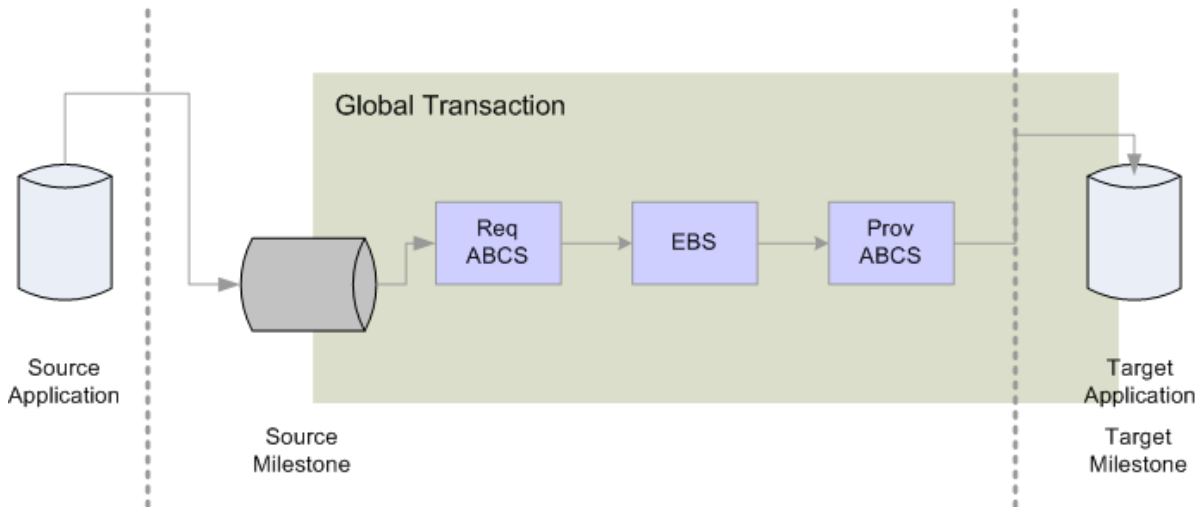 Global Transaction
Req
ABCS
EBS
Prov
ABCS
Source
Application
Source
Milestone
Target
Application
Target
Milestone